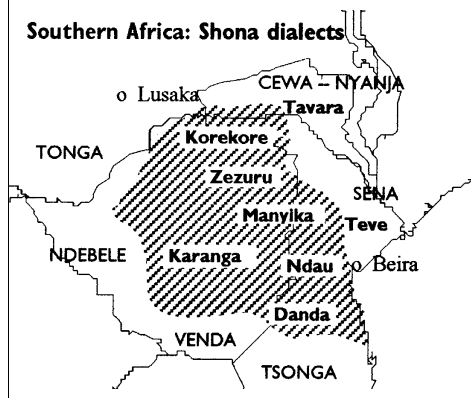 Southern Africa: Shona dialects
o Lusaka
CEWA – NYANJA
Tavara
Korekore
TONGA
Zezuru
SENA
Manyika
Teve
NDEBELE
Karanga
Ndau
o Beira
Danda
VENDA
TSONGA